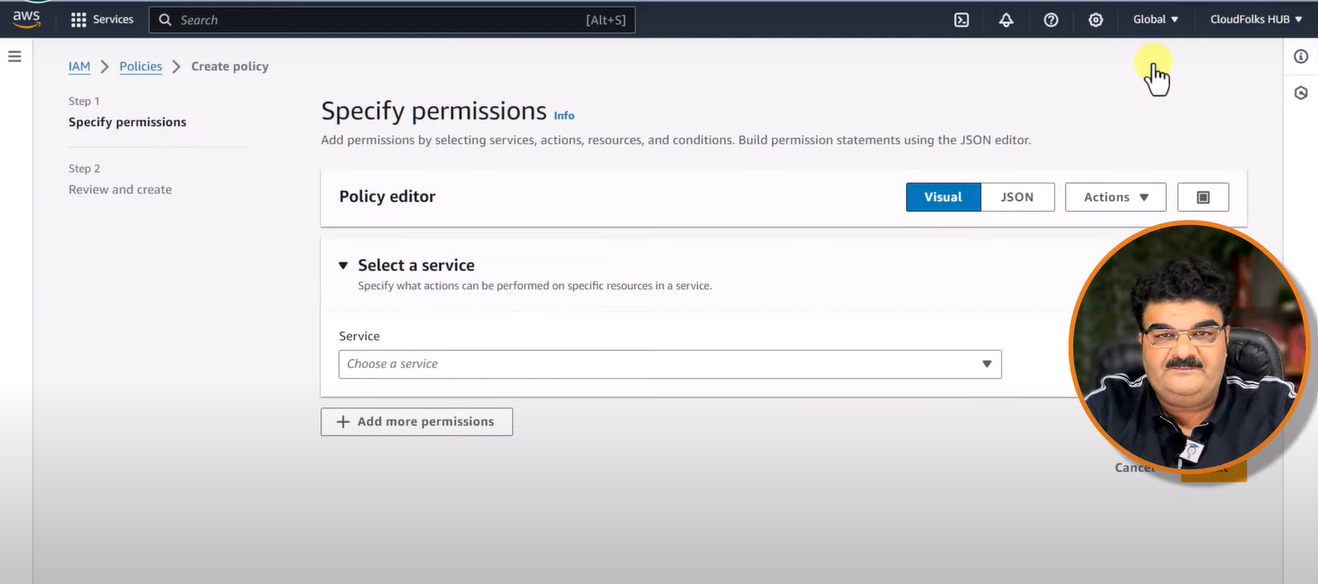 aws
Services
Search
[Alt+S]
Global
CloudFolks HUB
IAM
Policies
Create policy
Step 1
Specify permissions
Step 2
Review and create
Specify permissions Info
Add permissions by selecting services, actions, resources, and conditions. Build permission statements using the JSON editor.
Policy editor
Visual
JSON
Actions
Select a service
Specify what actions can be performed on specific resources in a service.
Service
Choose a service
Add more permissions
Cancel